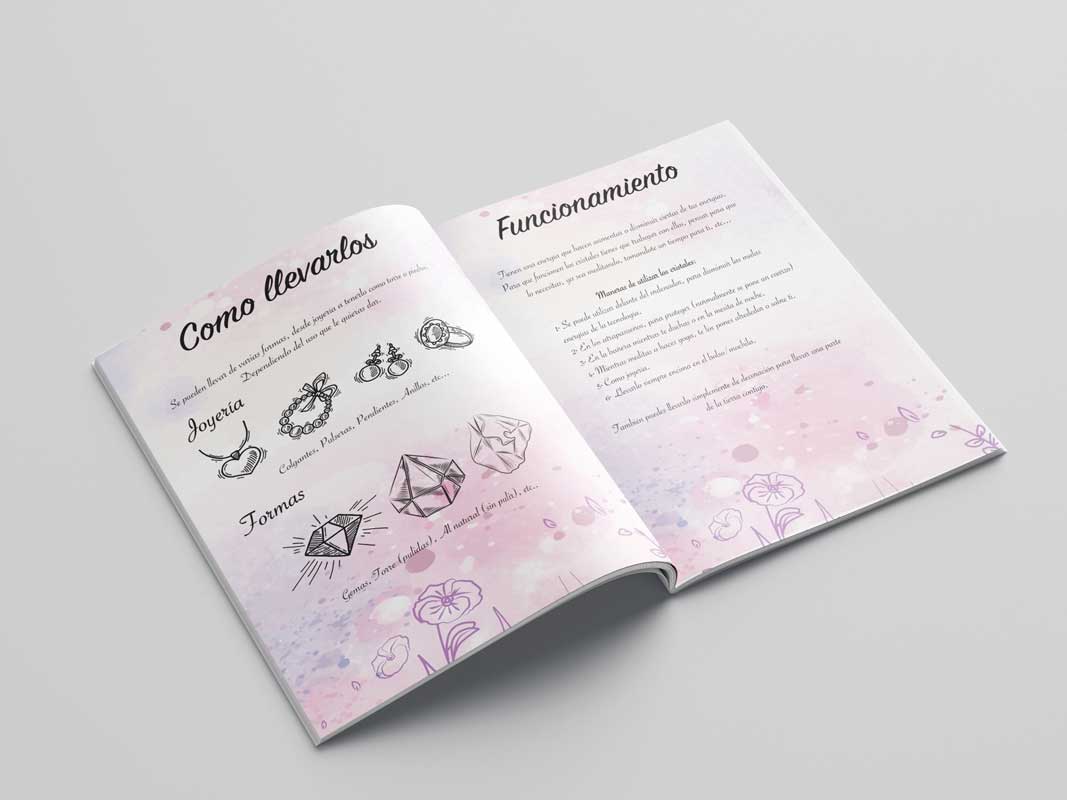 Como llevarlos
Se pueden llevar de varias formas, desde joyería a tenerlo como torre o piedra.
Dependiendo del uso que le quieras dar.
Joyería
Colgantes, Pulseras, Pendientes, Anillos, etc...
Formas
Gemas, Torre (pulidas), Al natural (sin pulir), etc..
Funcionamiento
Tienen una energía que hacen aumentar o disminuir ciertas de tus energías.
Para que funcionen los cristales tienes que trabajar con ellos, pensar para que
lo necesitas, ya sea meditando, tomandote un tiempo para ti, etc...
Maneras de utilizar los cristales:
1- Se puede utilizar delante del ordenador, para disminuir las malas
energías de la tecnología.
2- En los atrapasueños, para proteger (normalmente se pone un cuarzo)
3- En la bañera mientras te duchas o en la mesita de noche.
4- Mientras meditas o haces yoga, te los pones alrededor o sobre ti.
5- Como joyería.
6- Llevarlo siempre encima en el bolso/mochila.
También puedes llevarlo simplemente de decoración para llevar una parte
de la tierra contigo.